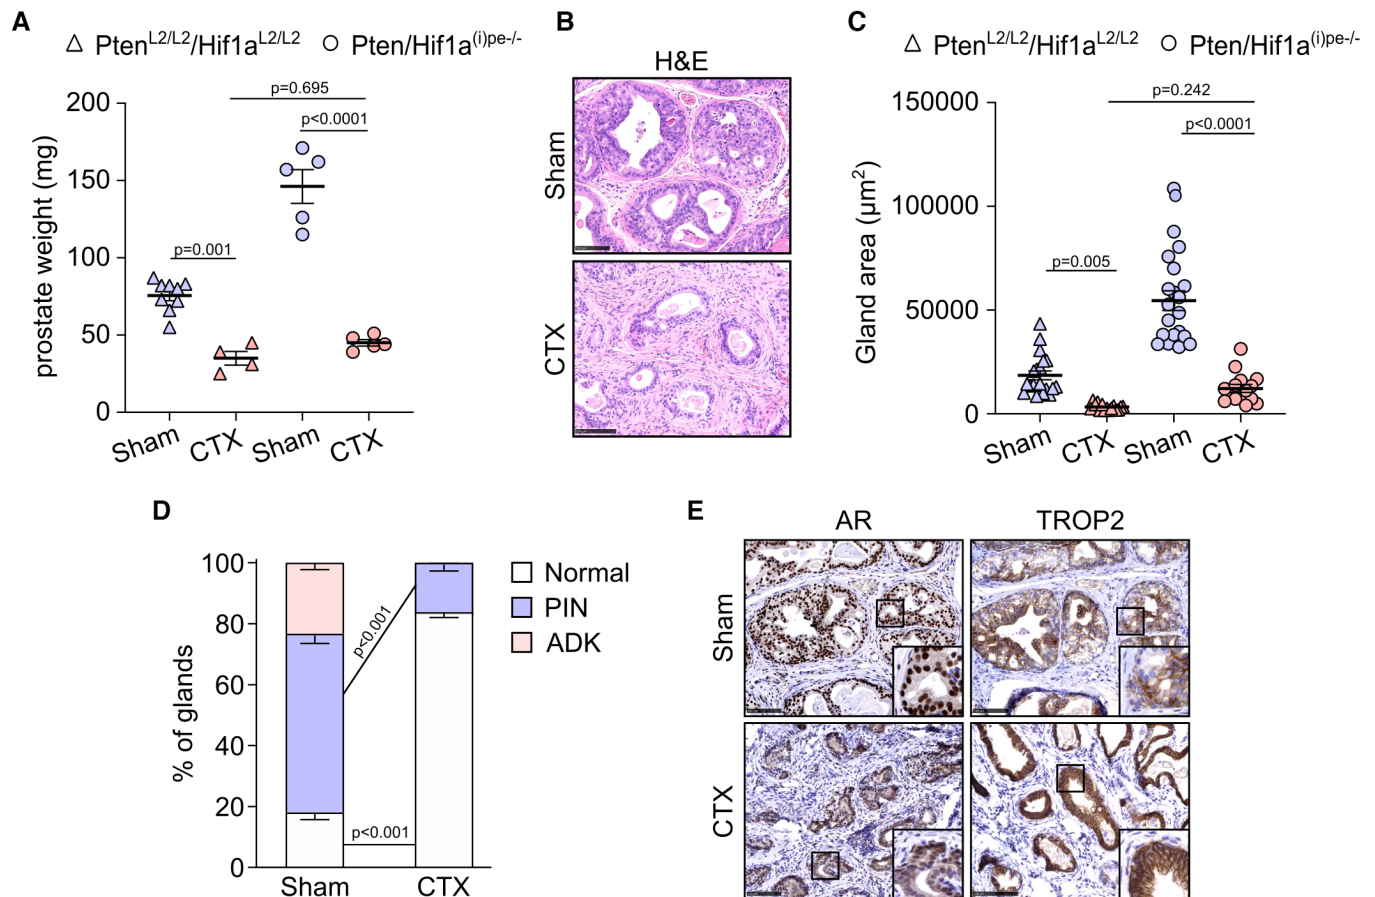 A
△ Pten^L2/L2/Hif1a^L2/L2 ○ Pten/Hif1a^(i)pe-/-
prostate weight (mg)
200
150
100
50
0
p=0.695
p<0.0001
p=0.001
Sham
CTX
Sham
CTX
B
H&E
Sham
CTX
C
△ Pten^L2/L2/Hif1a^L2/L2 ○ Pten/Hif1a^(i)pe-/-
Gland area (µm²)
150000
100000
50000
0
p=0.242
p<0.0001
p=0.005
Sham
CTX
Sham
CTX
D
% of glands
100
80
60
40
20
0
p<0.001
p<0.001
Sham
CTX
Normal
PIN
ADK
E
AR
TROP2
Sham
CTX